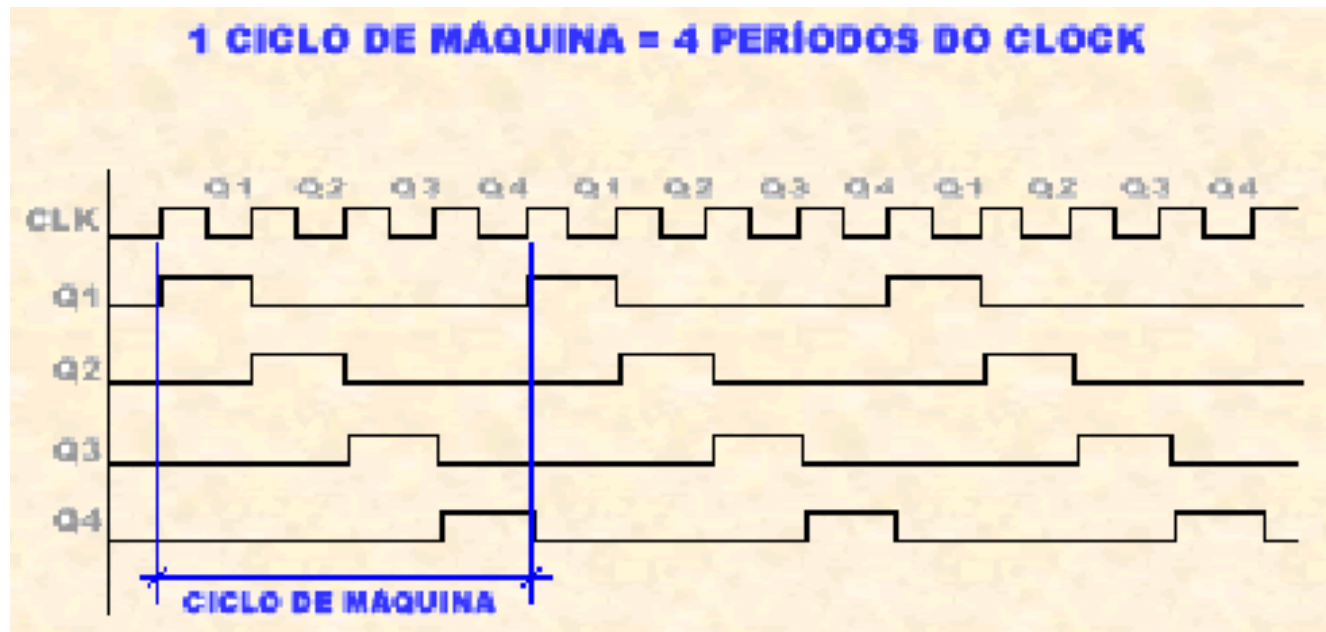 1 CICLO DE MÁQUINA = 4 PERÍODOS DO CLOCK
Q1 Q2 Q3 Q4 Q1 Q2 Q3 Q4 Q1 Q2 Q3 Q4
CLK
Q1
Q2
Q3
Q4
CICLO DE MÁQUINA